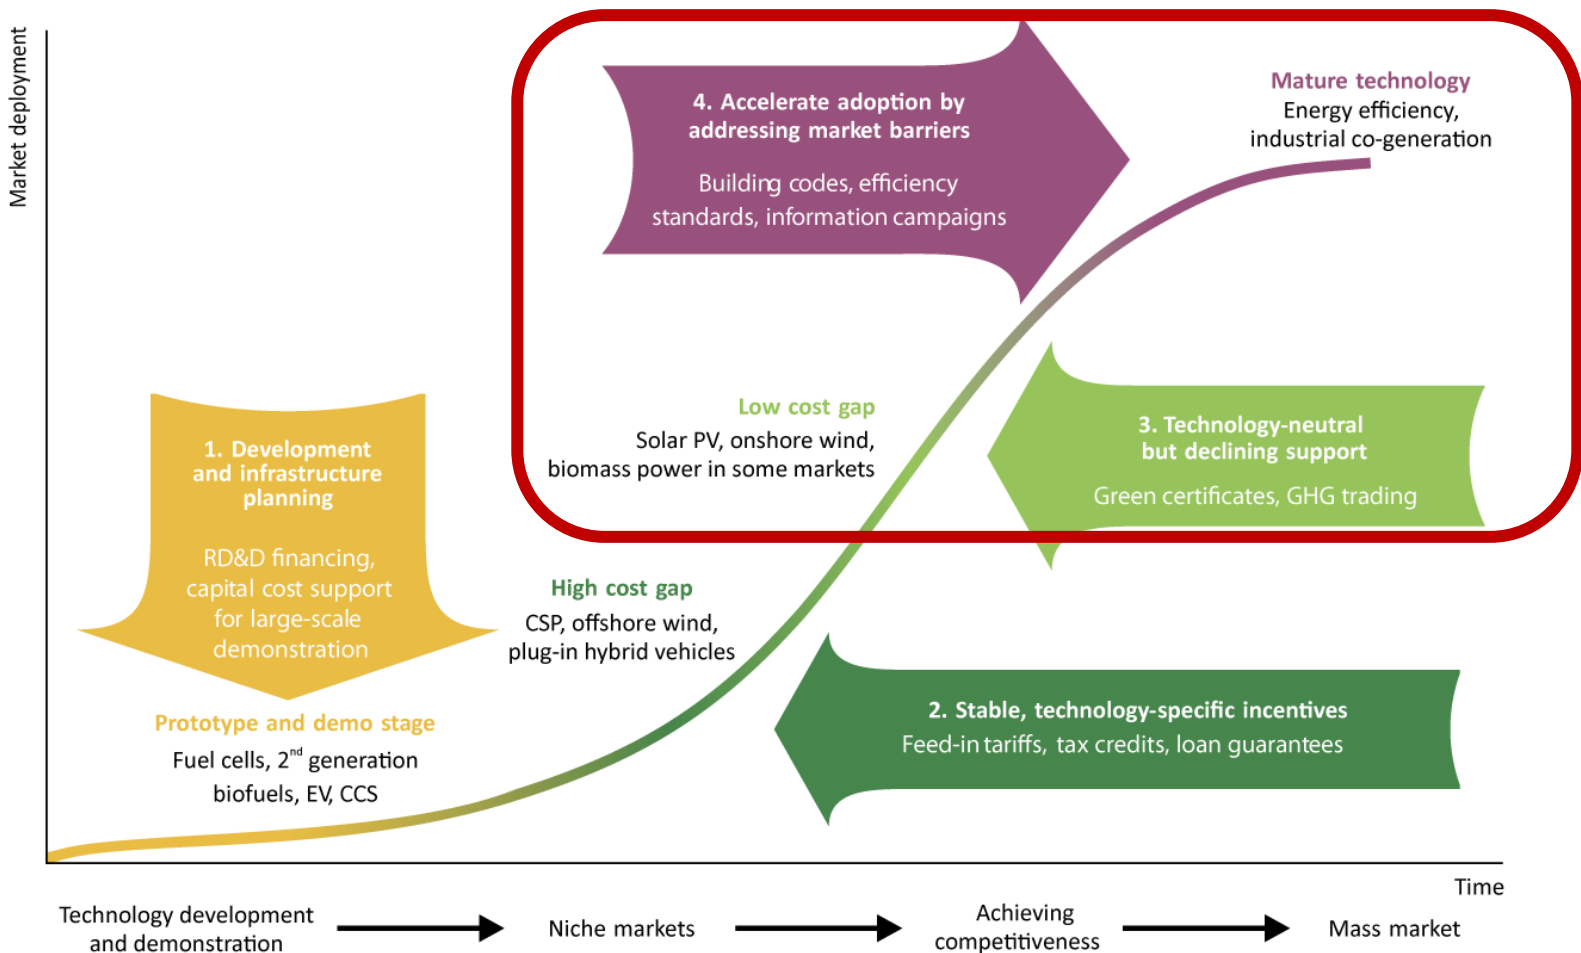 Market deployment
4. Accelerate adoption by
addressing market barriers
Building codes, efficiency
standards, information campaigns
Mature technology
Energy efficiency,
industrial co-generation
Low cost gap
Solar PV, onshore wind,
biomass power in some markets
3. Technology-neutral
but declining support
Green certificates, GHG trading
1. Development
and infrastructure
planning
RD&D financing,
capital cost support
for large-scale
demonstration
High cost gap
CSP, offshore wind,
plug-in hybrid vehicles
2. Stable, technology-specific incentives
Feed-in tariffs, tax credits, loan guarantees
Prototype and demo stage
Fuel cells, 2nd generation
biofuels, EV, CCS
Time
Technology development
and demonstration
Niche markets
Achieving
competitiveness
Mass market